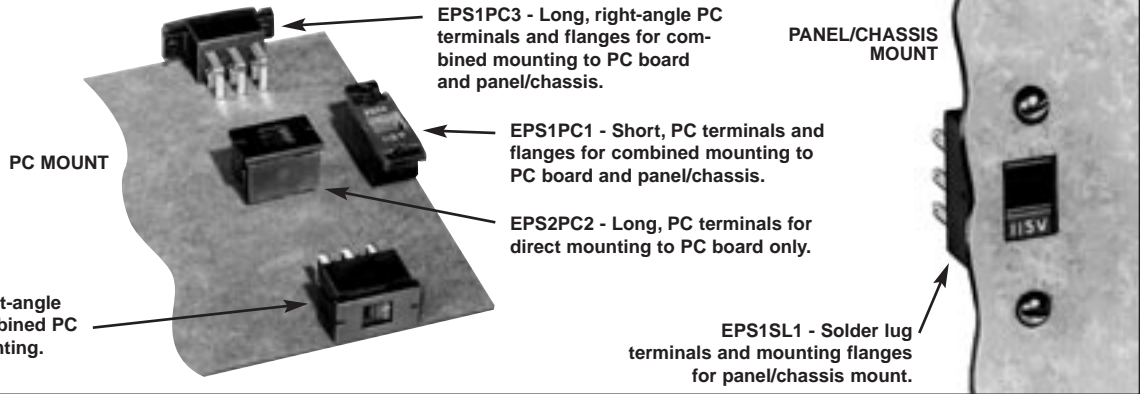 EPS1PC3 - Long, right-angle PC
terminals and flanges for com-
bined mounting to PC board
and panel/chassis.
PANEL/CHASSIS
MOUNT
EPS1PC1 - Short, PC terminals and
flanges for combined mounting to
PC board and panel/chassis.
PC MOUNT
EPS2PC2 - Long, PC terminals for
direct mounting to PC board only.
115V
t-angle
bined PC
nting.
EPS1SL1 - Solder lug
terminals and mounting flanges
for panel/chassis mount.